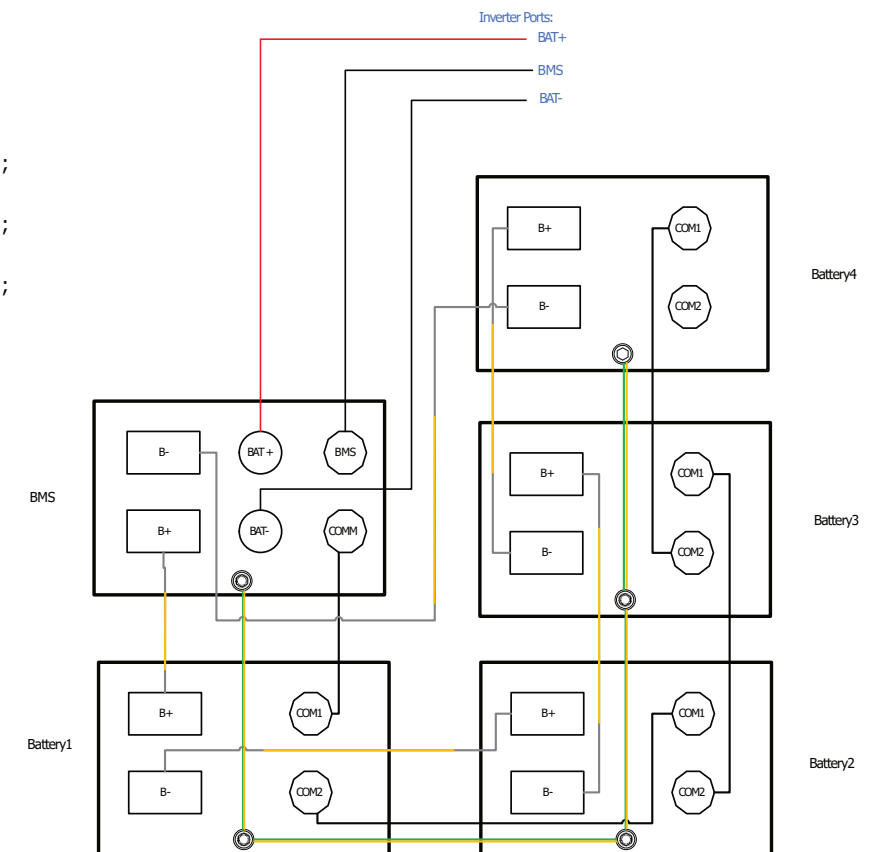 Inverter Ports:
BAT+
BMS
BAT-
;
;
;
B+
COM1
B-
COM2
Battery4
B-
BAT +
BMS
B+
BAT-
COMM
BMS
B+
COM1
B-
COM2
Battery3
B+
COM1
B-
COM2
Battery1
B+
COM1
B-
COM2
Battery2